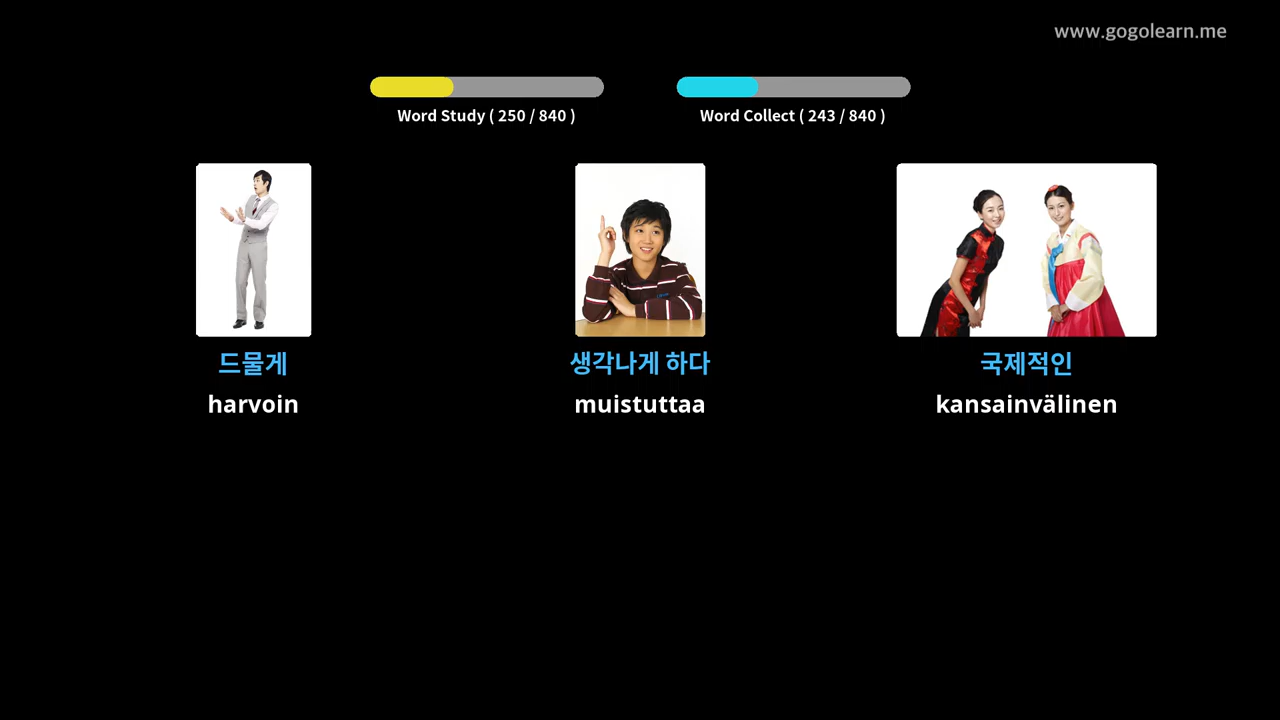 www.gogolearn.me
Word Study ( 250 / 840 )
Word Collect ( 243 / 840 )
드물게
생각나게 하다
국제적인
harvoin
muistuttaa
kansainvälinen